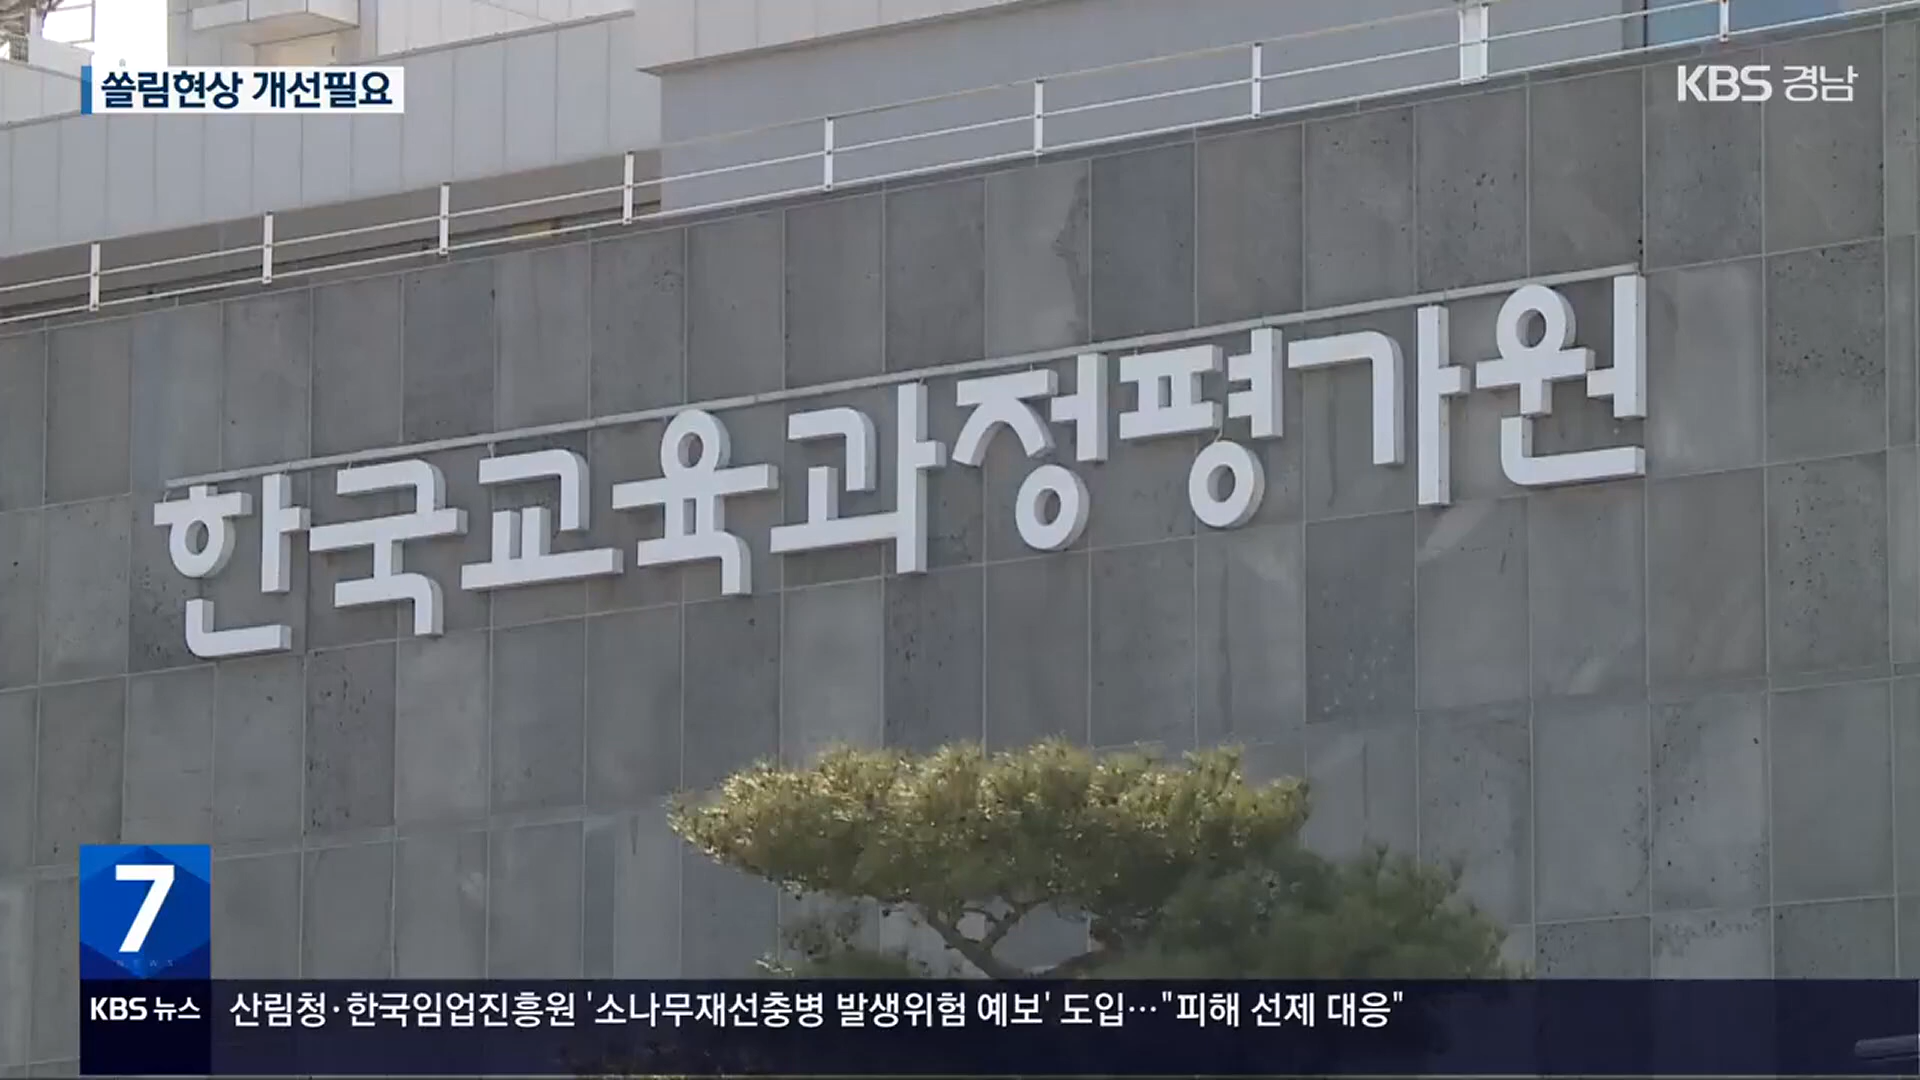 쏠림현상 개선필요
KBS 경남
한국교육과정평가원
7
NEWS
KBS 뉴스
산림청·한국임업진흥원 '소나무재선충병 발생위험 예보' 도입…"피해 선제 대응"